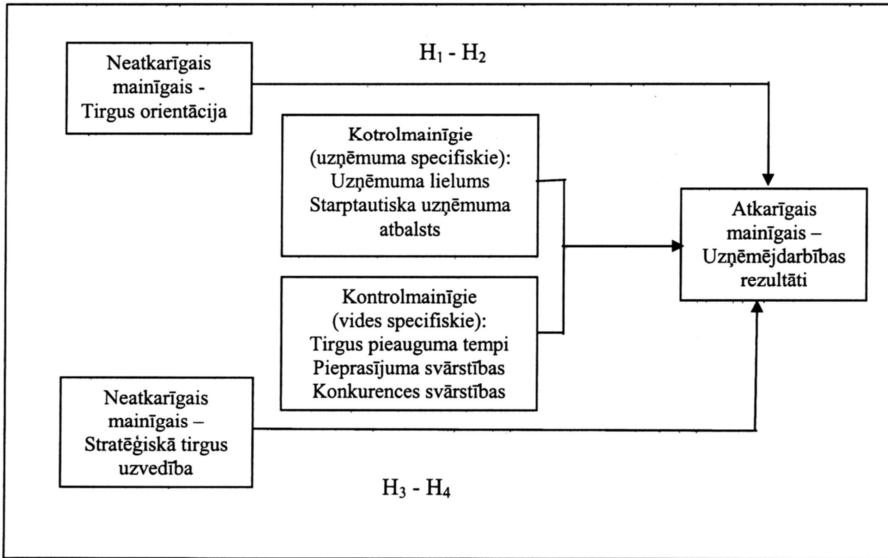 H₁ - H₂
Neatkarīgais
mainīgais -
Tirgus orientācija
Kotrolmainīgie
(uzņēmuma specifiskie):
Uzņēmuma lielums
Starptautiska uzņēmuma
atbalsts
Atkarīgais
mainīgais –
Uzņēmējdarbības
rezultāti
Kontrolmainīgie
(vides specifiskie):
Tirgus pieauguma tempi
Pieprasījuma svārstības
Konkurences svārstības
Neatkarīgais
mainīgais –
Stratēģiskā tirgus
uzvedība
H₃ - H₄